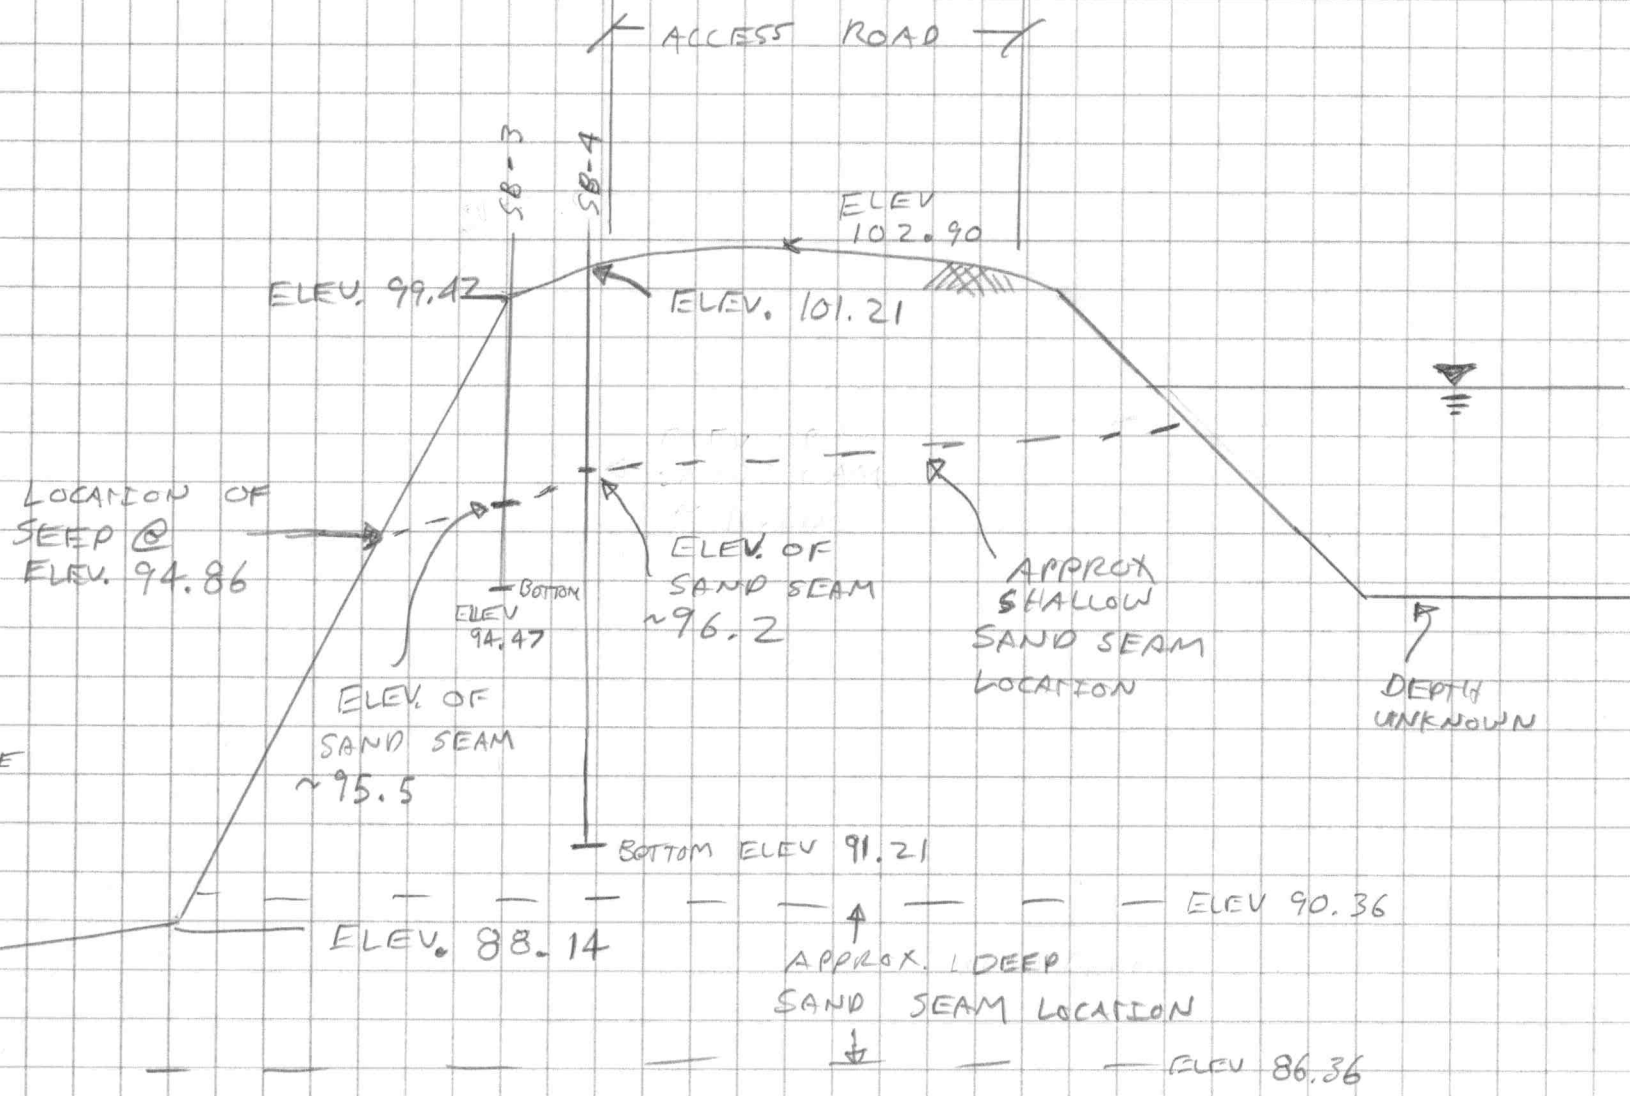 ACCESS ROAD
SB-3
SB-4
ELEV
102.90
ELEV. 99.47
ELEV. 101.21
LOCATION OF
SEEP @
ELEV. 94.86
ELEV. OF
SAND SEAM
~96.2
APPROX
SHALLOW
SAND SEAM
LOCATION
BOTTOM
ELEV
94.47
ELEV. OF
SAND SEAM
~95.5
DEPTH
UNKNOWN
E
BOTTOM ELEV 91.21
ELEV 90.36
ELEV. 88.14
APPROX. DEEP
SAND SEAM LOCATION
ELEV 86.36